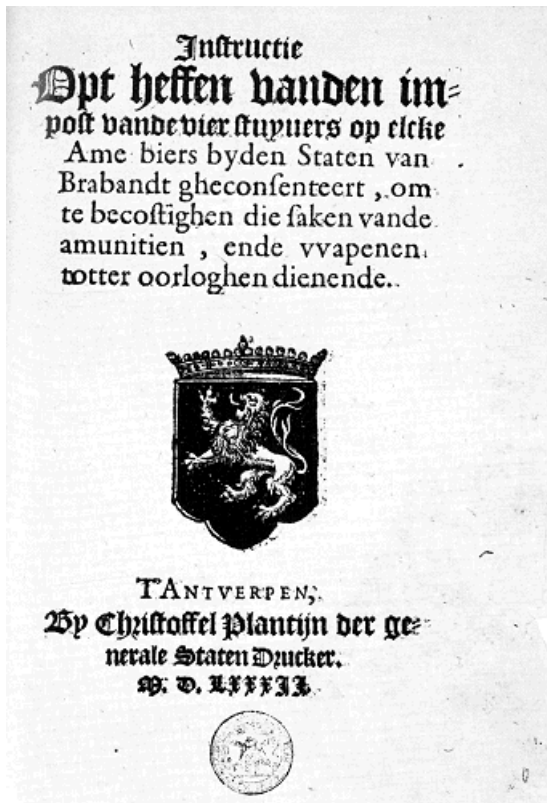 Instructie
Opt heffen vanden im-
post vande vier stuyuers op elcke
Ame biers byden Staten van
Brabandt gheconſenteert, om
te becoſtighen die ſaken vande
amunitien, ende vvapenen
totter oorloghen dienende.
T'ANTVERPEN,
By Christoffel Plantijn der ge-
nerale Staten Drucker.
M. D. LXXXII.